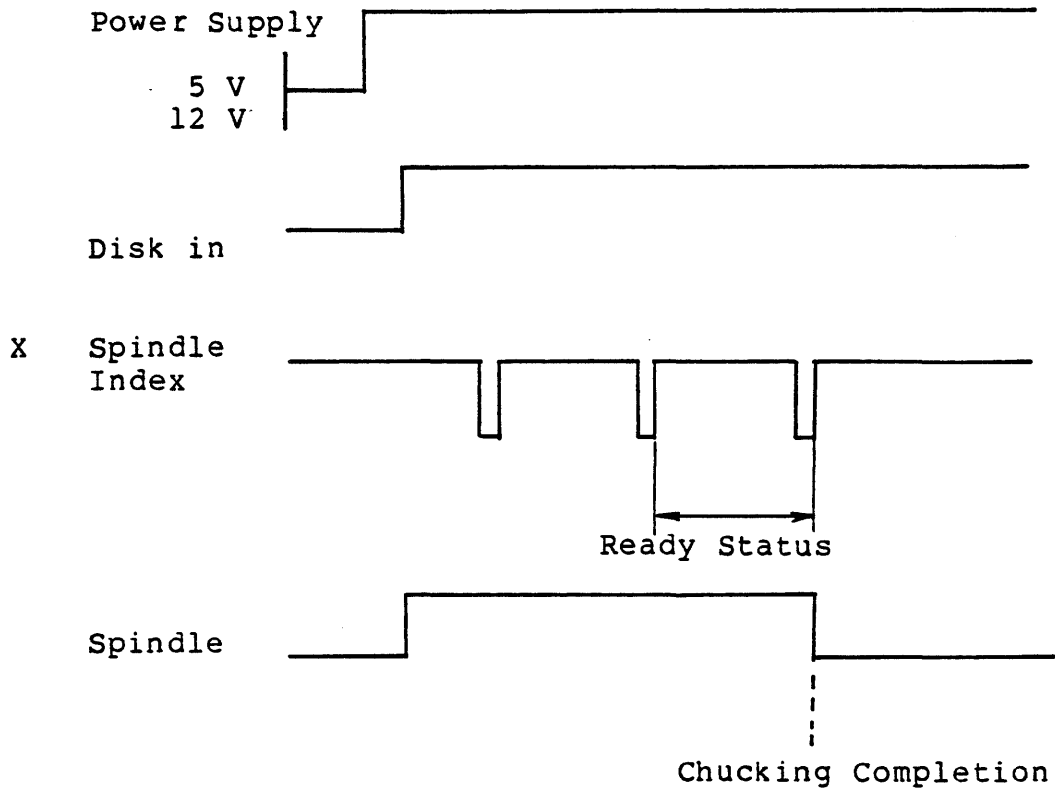 Power Supply
5 V
12 V
Disk in
X Spindle
Index
Ready Status
Spindle
Chucking Completion